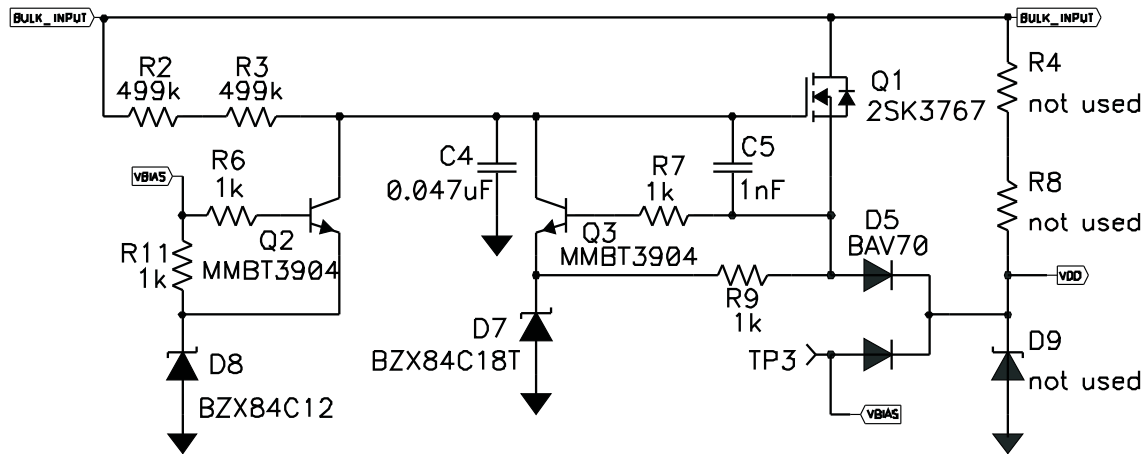 BULK_INPUT
BULK_INPUT
R2
499k
R3
499k
Q1
2SK3767
R4
not used
VBIAS
R6
1k
C4
0.047uF
R7
1k
C5
1nF
R8
not used
R11
1k
Q2
MMBT3904
Q3
MMBT3904
D5
BAV70
VDD
R9
1k
D7
BZX84C18T
D8
BZX84C12
TP3
D9
not used
VBIAS